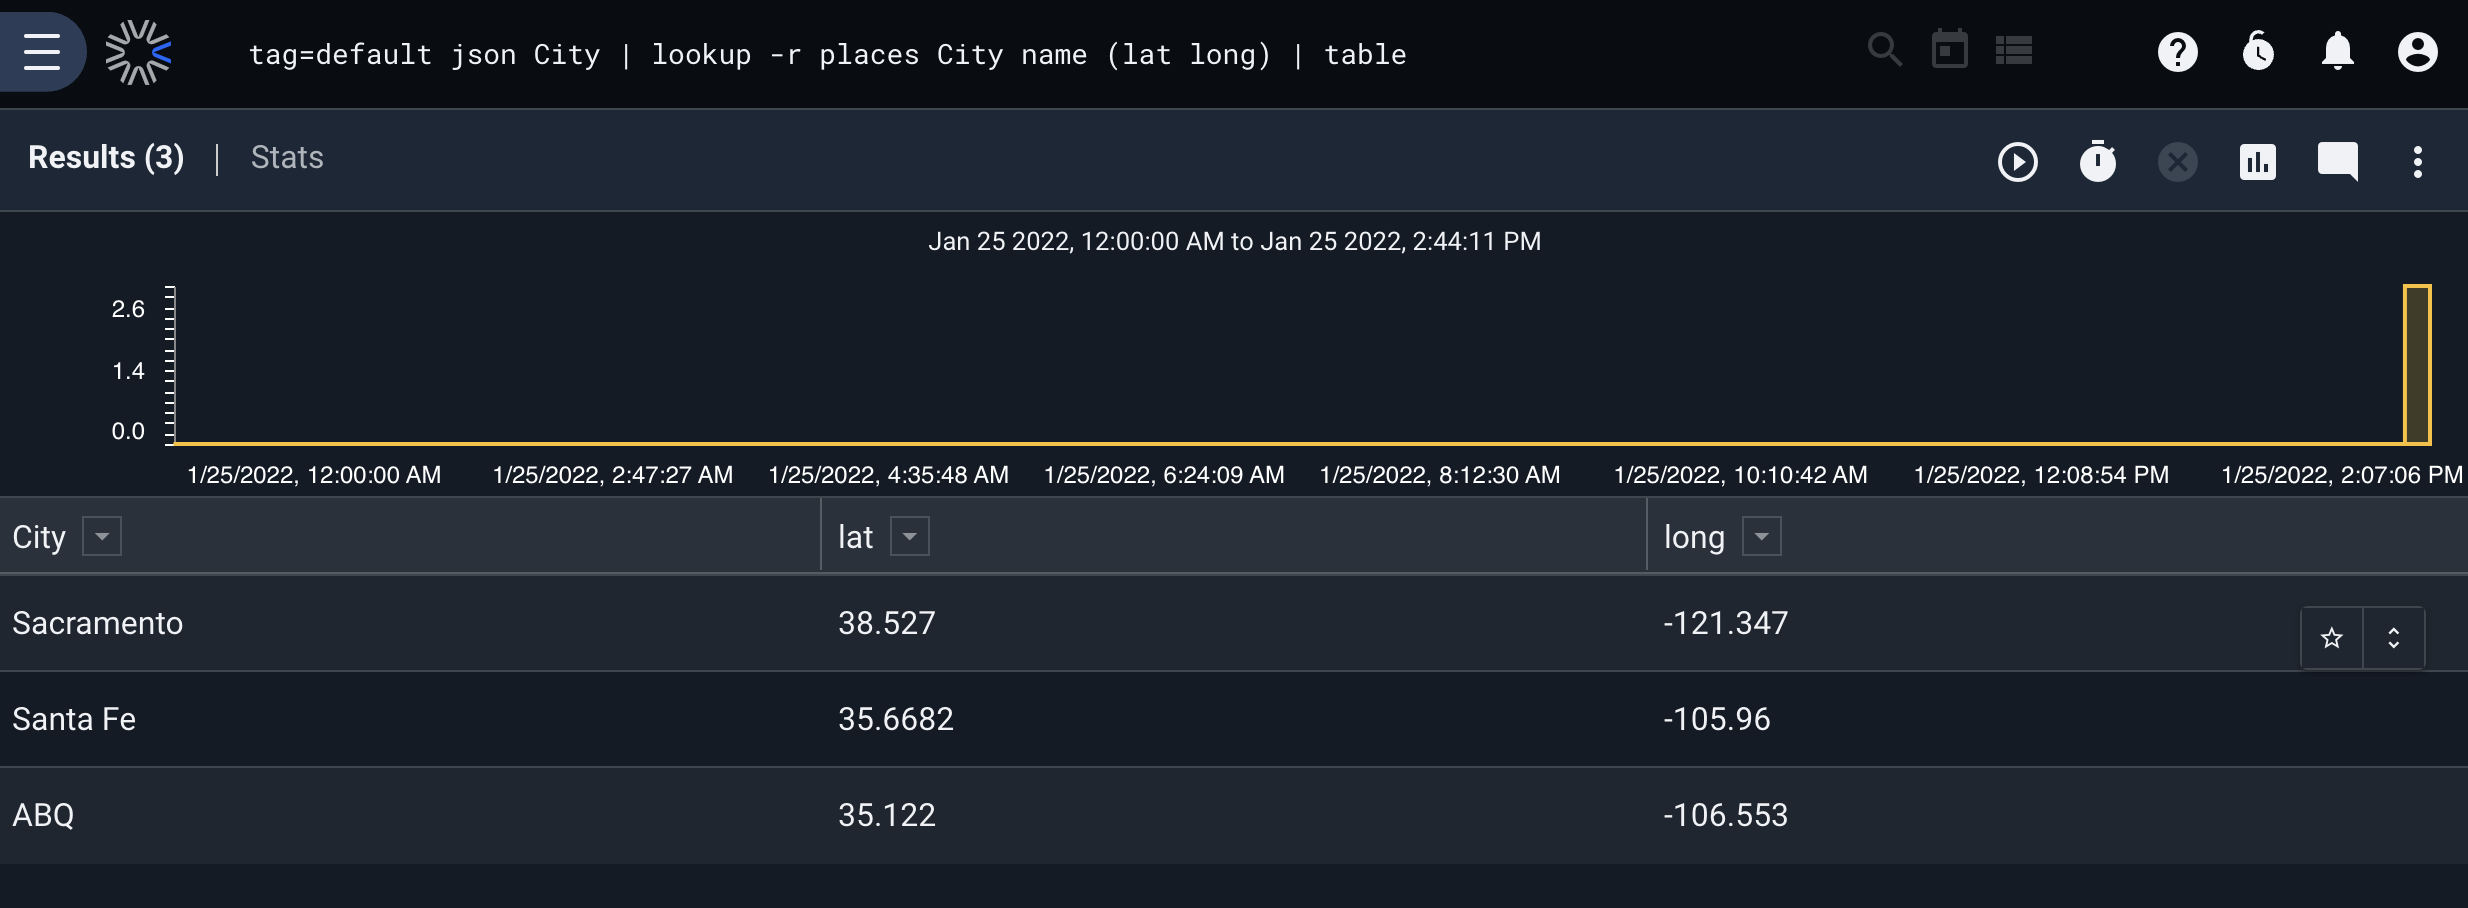 tag=default json City | lookup -r places City name (lat long) | table
Results (3) | Stats
Jan 25 2022, 12:00:00 AM to Jan 25 2022, 2:44:11 PM
2.6
1.4
0.0
1/25/2022, 12:00:00 AM 1/25/2022, 2:47:27 AM 1/25/2022, 4:35:48 AM 1/25/2022, 6:24:09 AM 1/25/2022, 8:12:30 AM 1/25/2022, 10:10:42 AM 1/25/2022, 12:08:54 PM 1/25/2022, 2:07:06 PM
City lat long
Sacramento 38.527 -121.347
Santa Fe 35.6682 -105.96
ABQ 35.122 -106.553